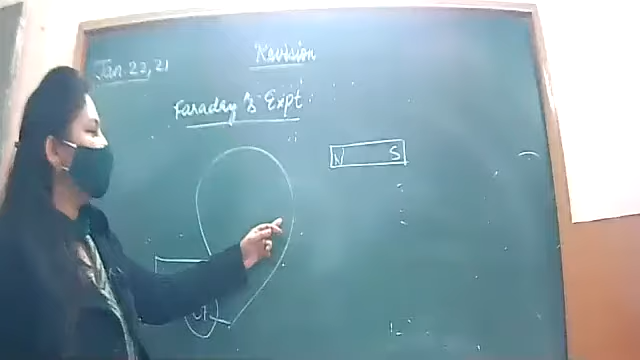 Jan. 22, 21
Revision
Faraday's Expt.
N S
G